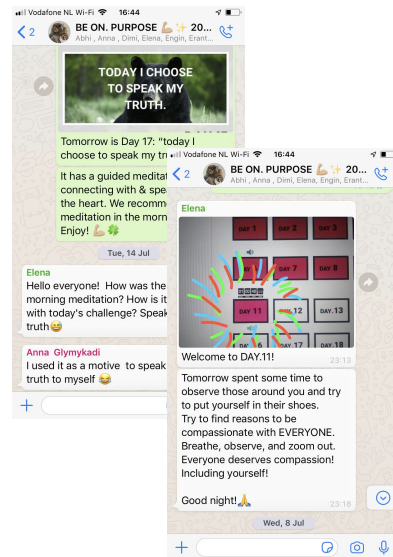 Vodafone NL Wi-Fi 16:44
2
BE ON. PURPOSE 💪✨ 20...
Abhi , Anna , Dimi, Elena, Engin, Erant...
TODAY I CHOOSE
TO SPEAK MY
TRUTH.
Tomorrow is Day 17: “today I
choose to speak my
It has a guided meditat
connecting with &
the heart. We recomm
meditation in the morn
Enjoy! 💪🍀
Tue, 14 Jul
Elena
Hello everyone! How was the
morning meditation? How is it
with today's challenge? Speak
truth😅
Anna Glymykadi
I used it as a motive to speak
truth to myself 😂
Vodafone NL Wi-Fi 16:44
2
BE ON. PURPOSE 💪✨ 20...
Abhi , Anna , Dimi, Elena, Engin, Erant...
Elena
DAY 1 DAY 2 DAY 3
DAY 7 DAY 8
DAY 11 DAY.12 DAY.13
DAY.17 DAY.18
Welcome to DAY.11!
23:13
Tomorrow spent some time to
observe those around you and try
to put yourself in their shoes.
Try to find reasons to be
compassionate with EVERYONE.
Breathe, observe, and zoom out.
Everyone deserves compassion!
Including yourself!
Good night!🙏
23:16
Wed, 8 Jul